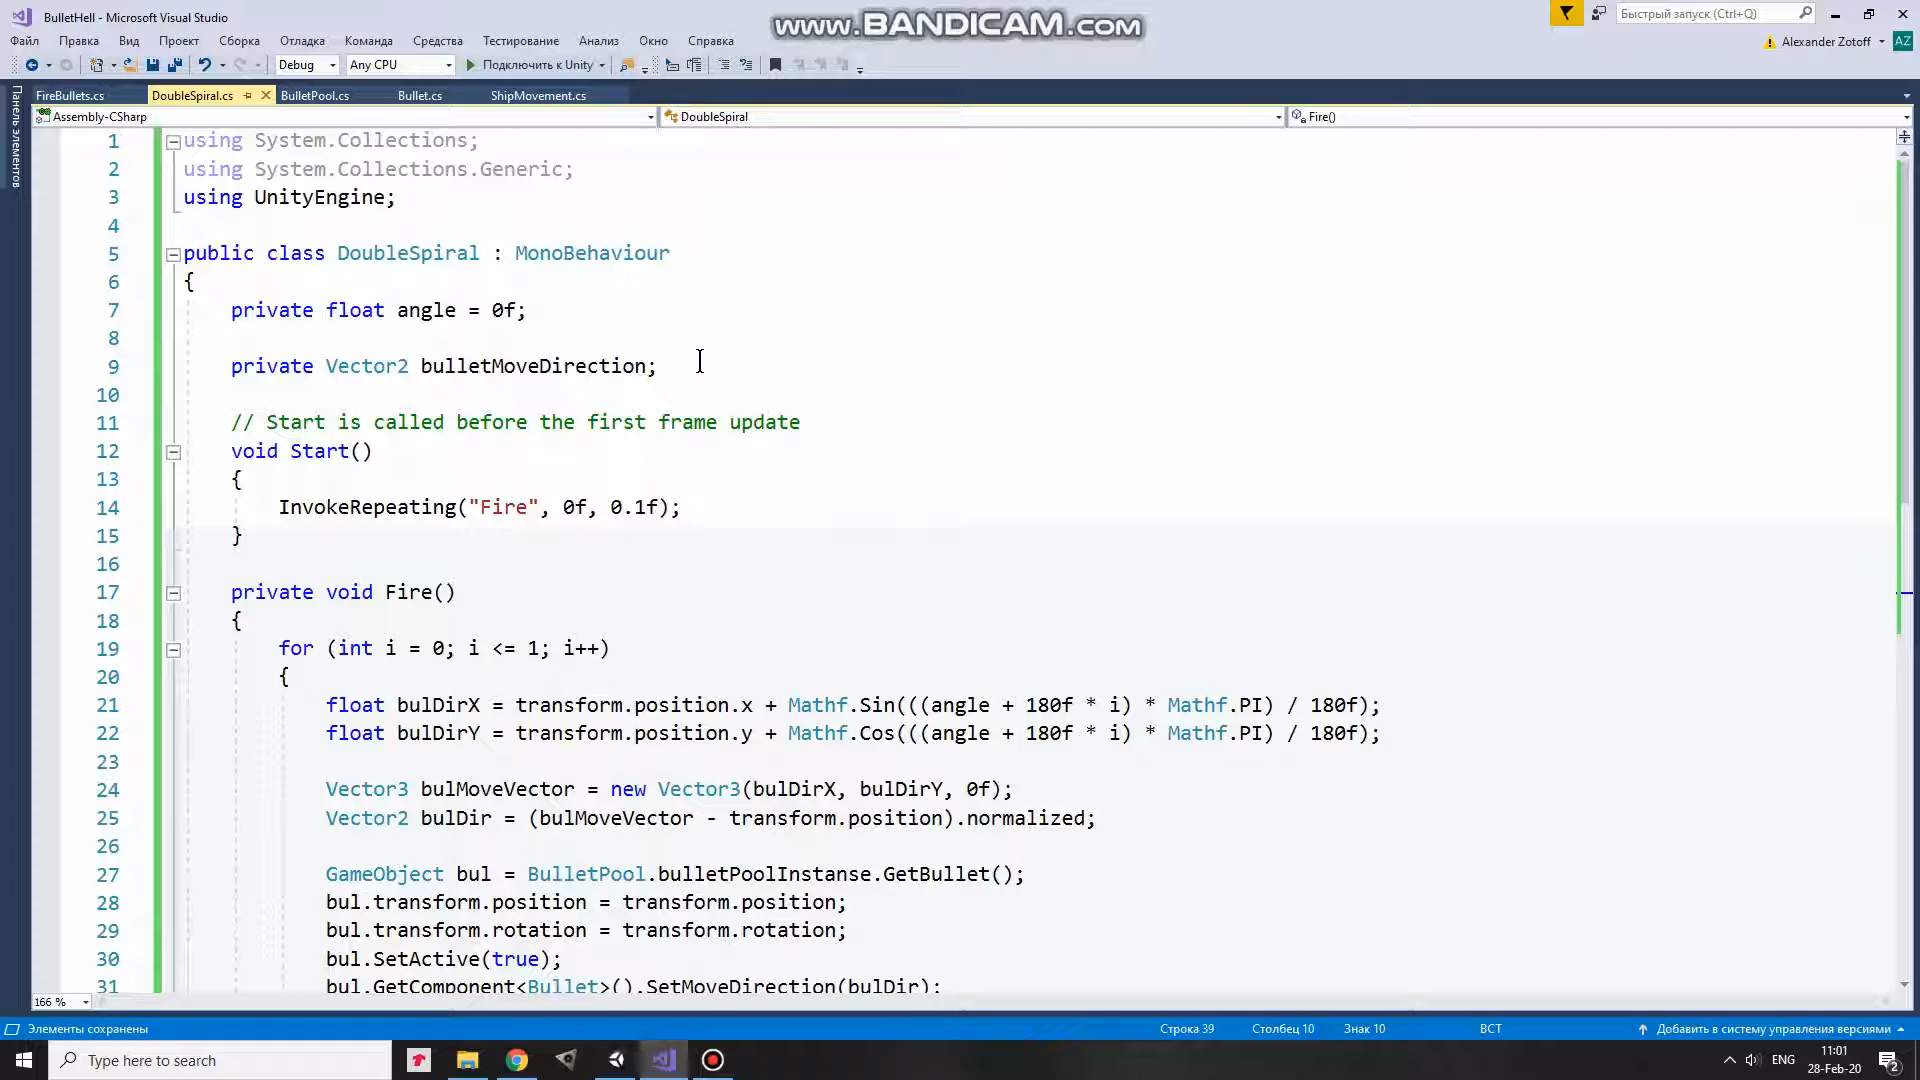 BulletHell - Microsoft Visual Studio
www.BANDICAM.com
Быстрый запуск (Ctrl+Q)
Файл Правка Вид Проект Сборка Отладка Команда Средства Тестирование Анализ Окно Справка
Alexander Zotoff AZ
Debug Any CPU Подключить к Unity
FireBullets.cs DoubleSpiral.cs BulletPool.cs Bullet.cs ShipMovement.cs
Панель элементов
Assembly-CSharp DoubleSpiral Fire()
1 using System.Collections;
2 using System.Collections.Generic;
3 using UnityEngine;
4
5 public class DoubleSpiral : MonoBehaviour
6 {
7 private float angle = 0f;
8
9 private Vector2 bulletMoveDirection;
10
11 // Start is called before the first frame update
12 void Start()
13 {
14 InvokeRepeating("Fire", 0f, 0.1f);
15 }
16
17 private void Fire()
18 {
19 for (int i = 0; i <= 1; i++)
20 {
21 float bulDirX = transform.position.x + Mathf.Sin(((angle + 180f * i) * Mathf.PI) / 180f);
22 float bulDirY = transform.position.y + Mathf.Cos(((angle + 180f * i) * Mathf.PI) / 180f);
23
24 Vector3 bulMoveVector = new Vector3(bulDirX, bulDirY, 0f);
25 Vector2 bulDir = (bulMoveVector - transform.position).normalized;
26
27 GameObject bul = BulletPool.bulletPoolInstanse.GetBullet();
28 bul.transform.position = transform.position;
29 bul.transform.rotation = transform.rotation;
30 bul.SetActive(true);
31 bul.GetComponent<Bullet>().SetMoveDirection(bulDir);
166 %
Элементы сохранены Строка 39 Столбец 10 Знак 10 ВСТ Добавить в систему управления версиями
Type here to search ENG 11:01
28-Feb-20 2